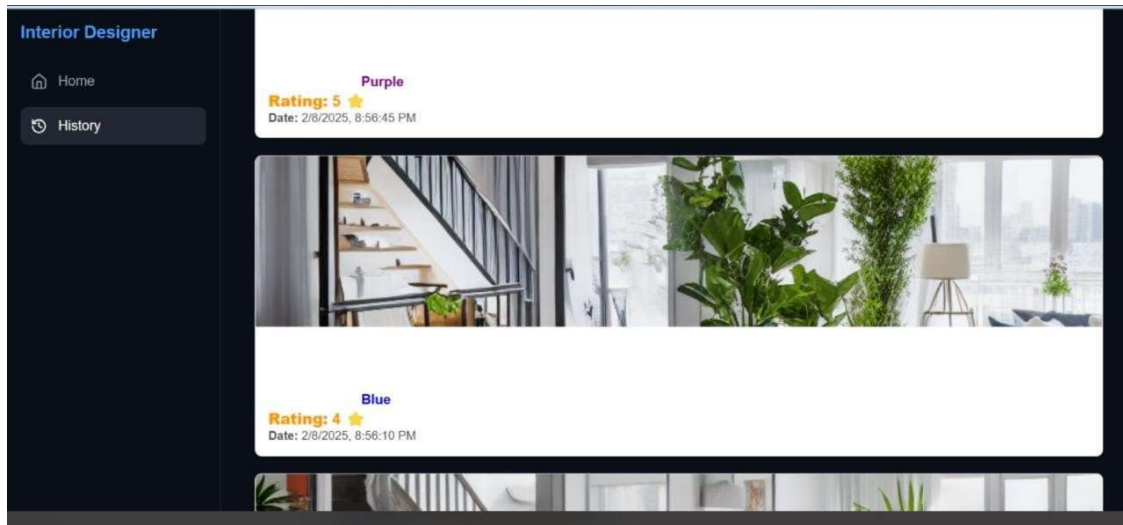 Interior Designer
Home
History
Purple
Rating: 5
Date: 2/8/2025, 8:56:45 PM
Blue
Rating: 4
Date: 2/8/2025, 8:56:10 PM